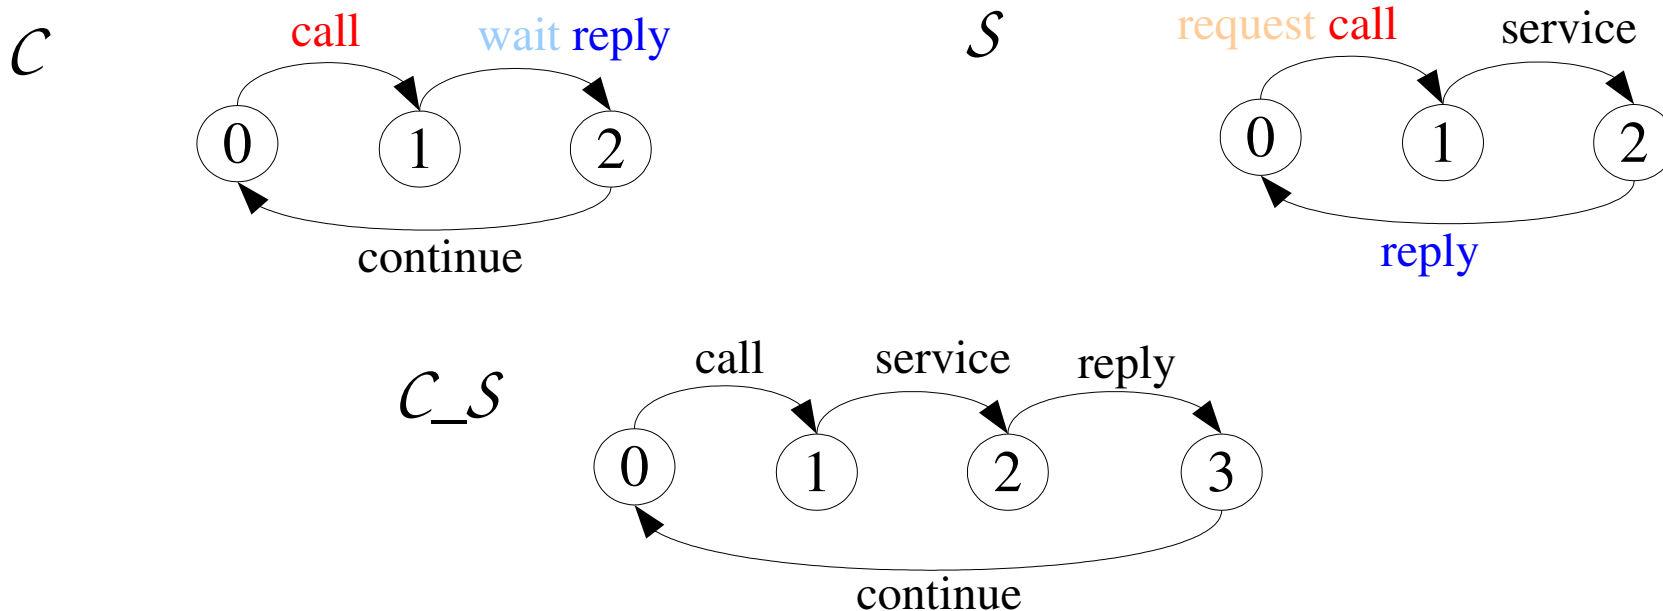 C call wait reply
0 1 2
continue
S request call service
0 1 2
reply
C_S call service reply
0 1 2 3
continue